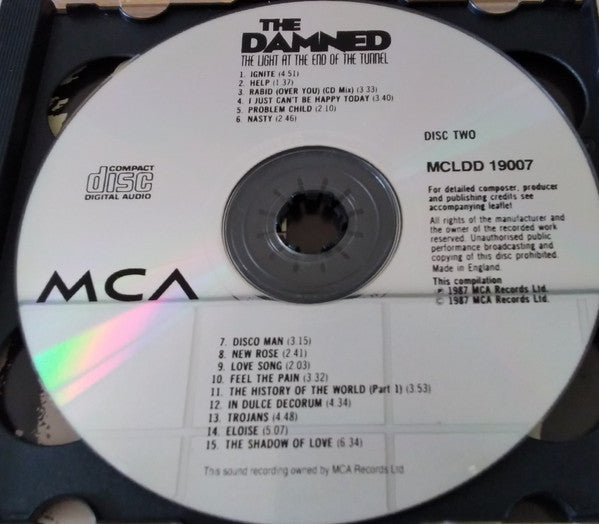 THE
DAMNED
THE LIGHT AT THE END OF THE TUNNEL
1. IGNITE (4.51)
2. HELP (1.37)
3. RABID (OVER YOU) (CD Mix) (3.33)
4. I JUST CAN'T BE HAPPY TODAY (3.40)
5. PROBLEM CHILD (2.10)
6. NASTY (2.46)
DISC TWO
COMPACT
disc
DIGITAL AUDIO
MCLDD 19007
For detailed composer, producer
and publishing credits see
accompanying leaflet
All rights of the manufacturer and
the owner of the recorded work
reserved. Unauthorised public
performance broadcasting and
copying of this disc prohibited.
Made in England.
This compilation
℗ 1987 MCA Records Ltd.
© 1987 MCA Records Ltd.
MCA
7. DISCO MAN (3.15)
8. NEW ROSE (2.41)
9. LOVE SONG (2.03)
10. FEEL THE PAIN (3.32)
11. THE HISTORY OF THE WORLD (Part 1) (3.53)
12. IN DULCE DECORUM (4.34)
13. TROJANS (4.48)
14. ELOISE (5.07)
15. THE SHADOW OF LOVE (6.34)
This sound recording owned by MCA Records Ltd